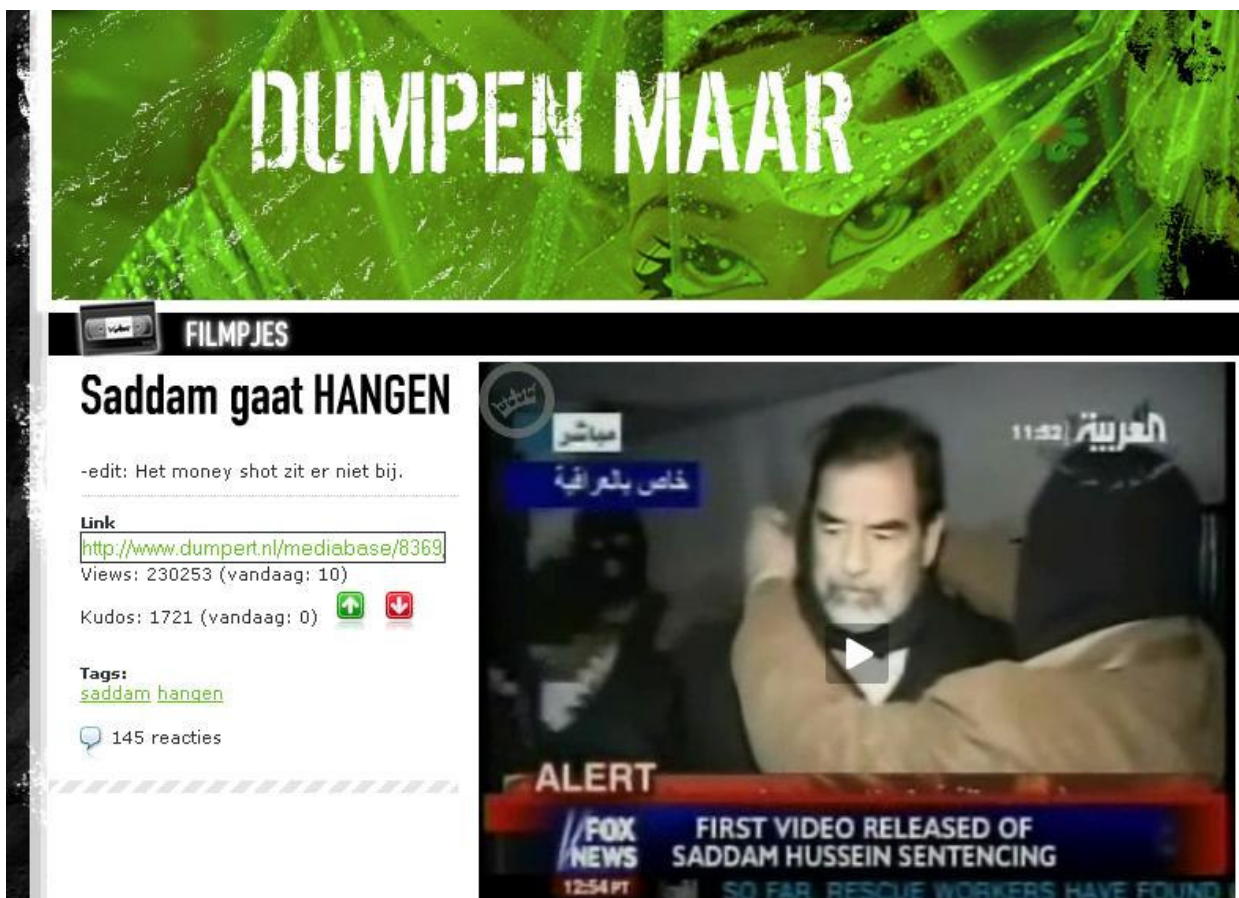 DUMPEN MAAR
FILMPJES
Saddam gaat HANGEN
-edit: Het money shot zit er niet bij.
Link
http://www.dumpert.nl/mediabase/8369
Views: 230253 (vandaag: 10)
Kudos: 1721 (vandaag: 0)
Tags:
saddam hangen
145 reacties
مباشر
11:52 العربية
خاص بالعراقية
ALERT
FOX NEWS
FIRST VIDEO RELEASED OF
SADDAM HUSSEIN SENTENCING
12:54 PT
SO FAR, RESCUE WORKERS HAVE FOUND